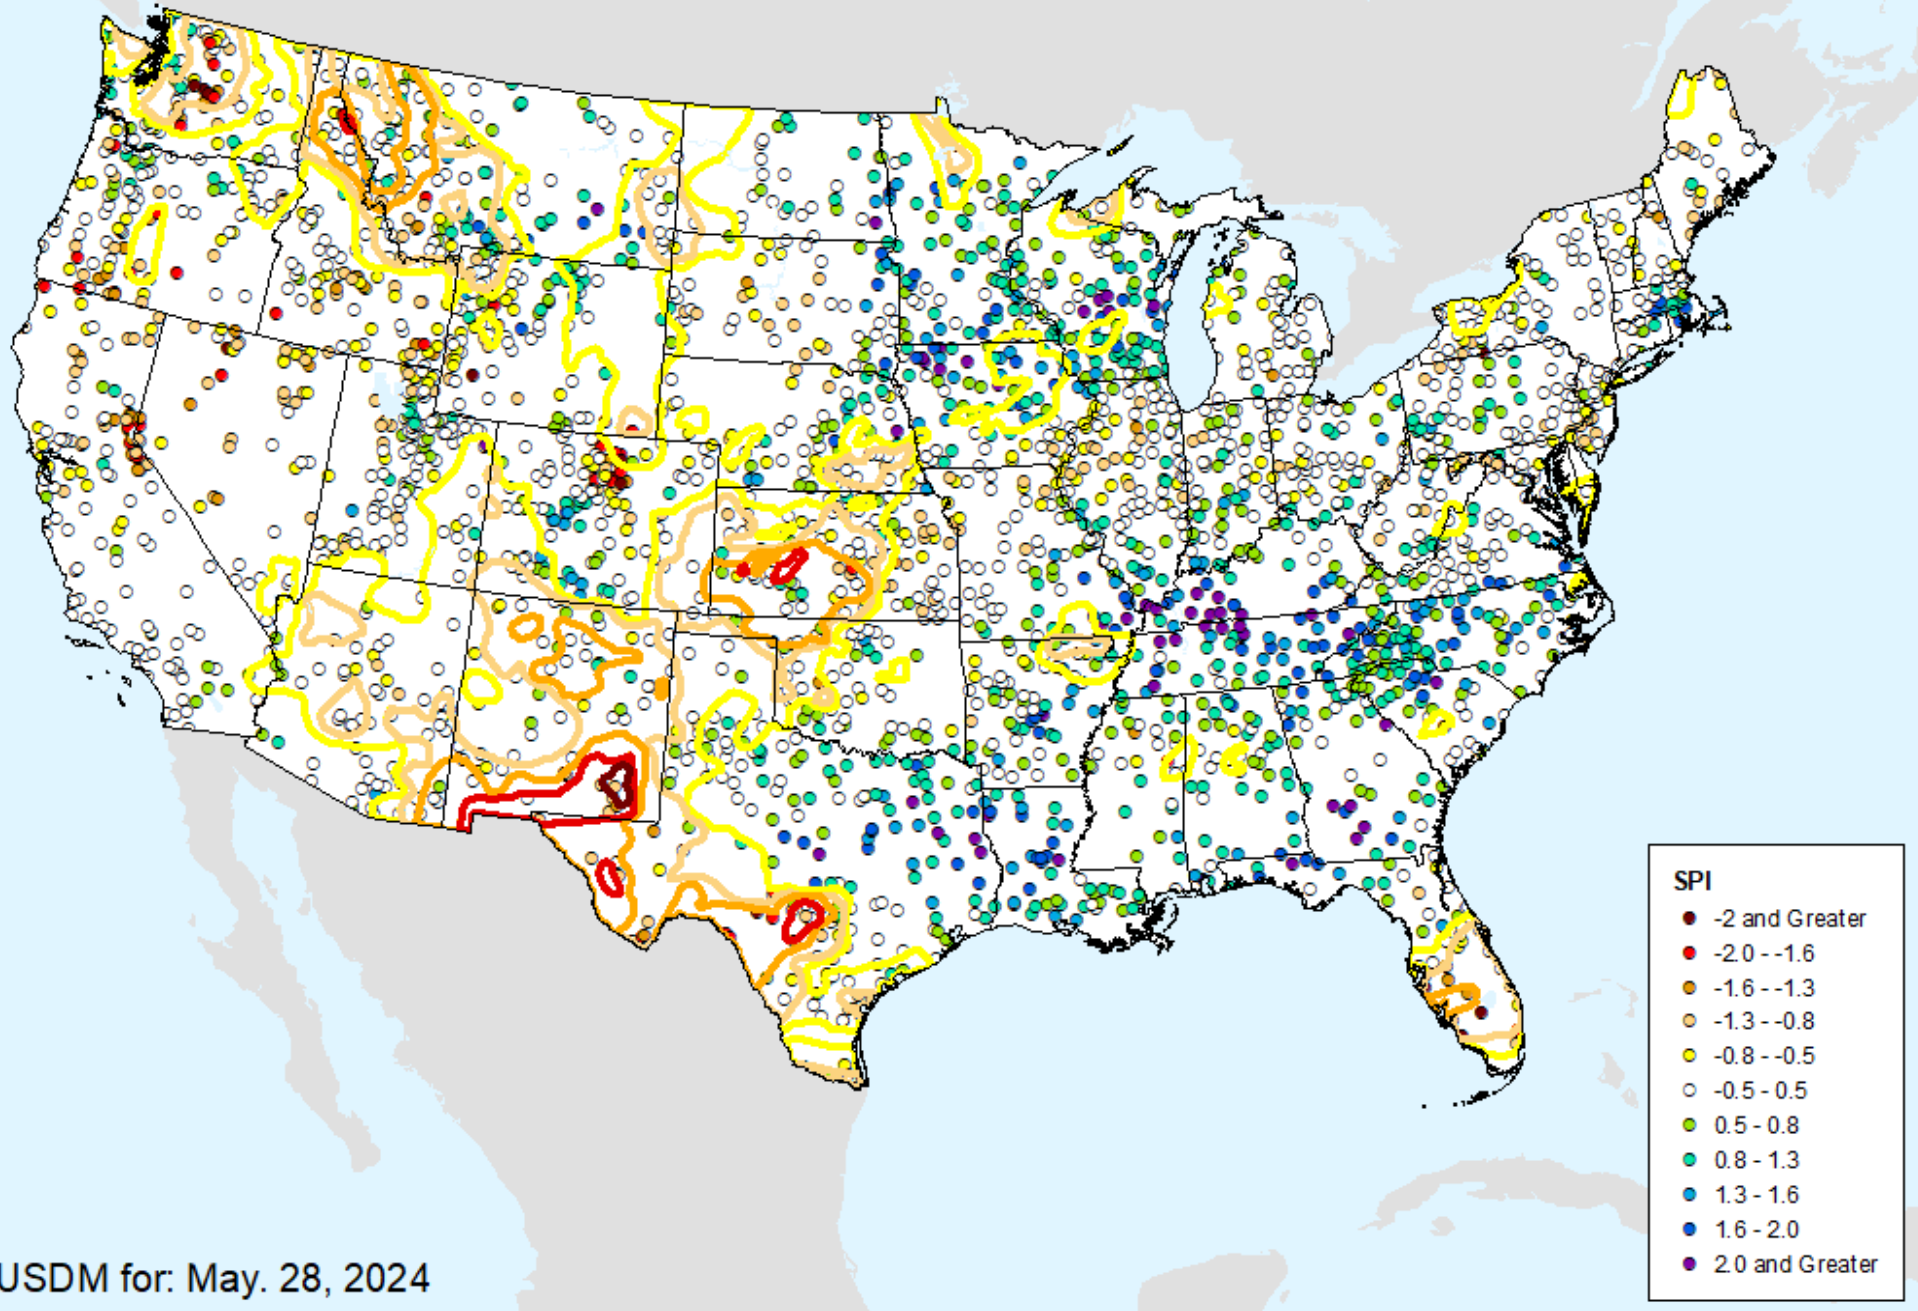 SPI
-2 and Greater
-2.0 - -1.6
-1.6 - -1.3
-1.3 - -0.8
-0.8 - -0.5
-0.5 - 0.5
0.5 - 0.8
0.8 - 1.3
1.3 - 1.6
1.6 - 2.0
2.0 and Greater
USDM for: May. 28, 2024